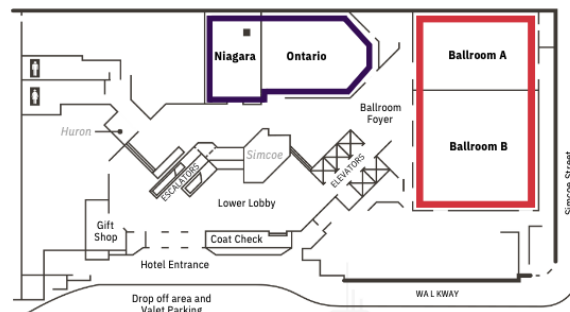 Niagara
Ontario
Ballroom A
Ballroom
Foyer
Huron
Simcoe
Ballroom B
ESCALATORS
ELEVATORS
Simcoe Street
Lower Lobby
Gift
Shop
Coat Check
Hotel Entrance
WALKWAY
Drop off area and
Valet Parking